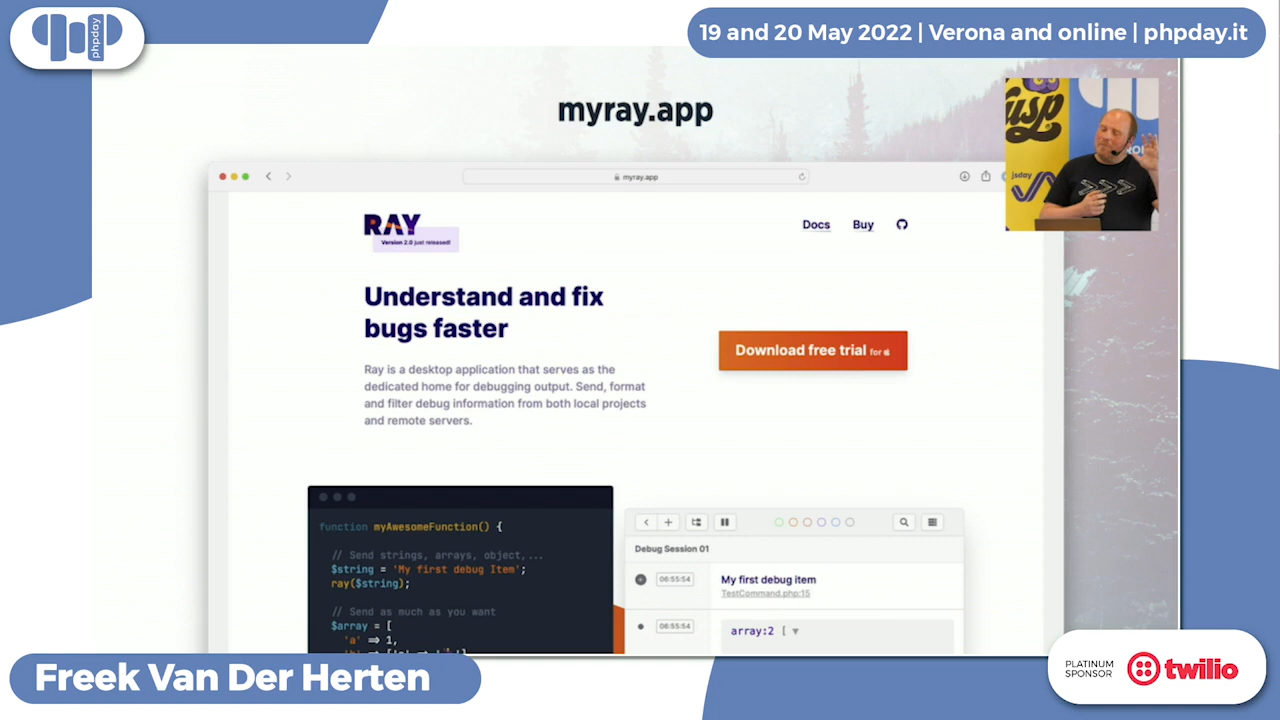 phpday
19 and 20 May 2022 | Verona and online | phpday.it
myray.app
myray.app
RAY
Version 2.0 just released!
Docs
Buy
Understand and fix
bugs faster
Download free trial for
Ray is a desktop application that serves as the
dedicated home for debugging output. Send, format
and filter debug information from both local projects
and remote servers.
function myAwesomeFunction() {
// Send strings, arrays, object,...
$string = 'My first debug Item';
ray($string);
// Send as much as you want
$array = [
'a' => 1,
Debug Session 01
06:55:54
My first debug item
TestCommand.php:15
06:55:54
array:2 [ ▼
jsday
>>>
Freek Van Der Herten
PLATINUM
SPONSOR
twilio